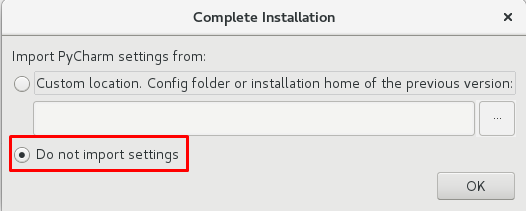 Complete Installation
Import PyCharm settings from:
Custom location. Config folder or installation home of the previous version:
...
Do not import settings
OK